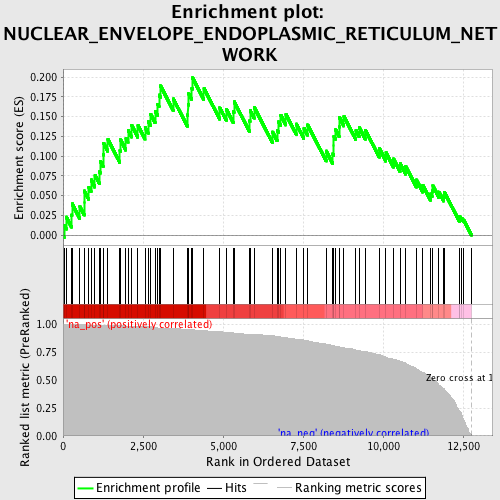 Enrichment plot:
NUCLEAR_ENVELOPE_ENDOPLASMIC_RETICULUM_NET
WORK
Enrichment score (ES)
0.200
0.175
0.150
0.125
0.100
0.075
0.050
0.025
0.000
'na_pos' (positively correlated)
Ranked list metric (PreRanked)
1.00
0.75
0.50
0.25
0.00
Zero cross at 1
'na_neg' (negatively correlated)
0
2,500
5,000
7,500
10,000
12,500
Rank in Ordered Dataset
Enrichment profile
Hits
Ranking metric scores